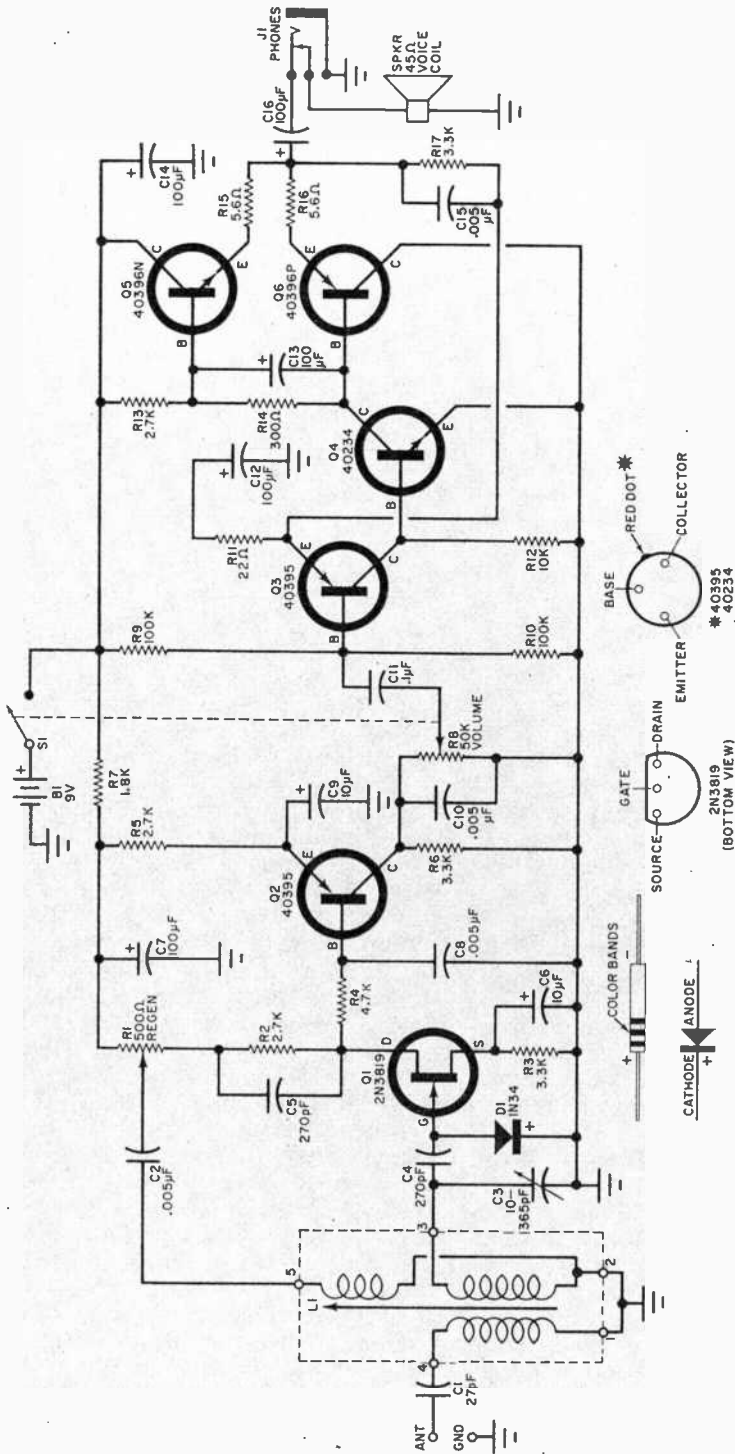 ANT
GND
C1
27pF
4
1
L1
5
3
2
C2
.005µF
C3
10-
365pF
C4
270pF
D1
1N34
+
R1
500Ω
REGEN
C5
270pF
R2
2.7K
Q1
2N3819
G
D
S
R3
3.3K
+
C6
10µF
+
C7
100µF
R4
4.7K
C8
.005µF
Q2
40395
B
E
C
R5
2.7K
R7
1.8K
+
C9
10µF
R6
3.3K
C10
.005
µF
R8
50K
VOLUME
B1
9V
+
S1
C11
.1µF
R9
100K
R10
100K
Q3
40395
B
E
C
R11
22Ω
+
C12
100µF
R12
10K
R13
2.7K
R14
300Ω
+
C13
100
µF
Q4
40234
B
C
E
Q5
40396N
B
C
E
Q6
40396P
B
E
C
+
C14
100µF
R15
5.6Ω
R16
5.6Ω
C15
.005
µF
R17
3.3K
+
C16
100µF
J1
PHONES
SPKR
45Ω
VOICE
COIL
COLOR BANDS
+
-
CATHODE
ANODE
+
-
SOURCE
GATE
DRAIN
2N3819
(BOTTOM VIEW)
EMITTER
BASE
RED DOT *
COLLECTOR
*40395
40234